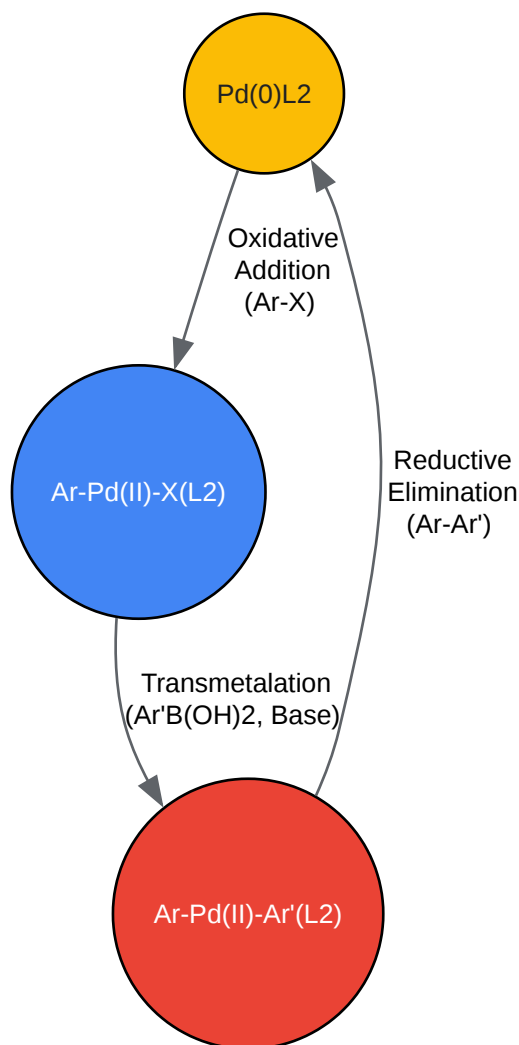 Pd(0)L2
Oxidative
Addition
(Ar-X)
Ar-Pd(II)-X(L2)
Reductive
Elimination
(Ar-Ar')
Transmetalation
(Ar'B(OH)2, Base)
Ar-Pd(II)-Ar'(L2)